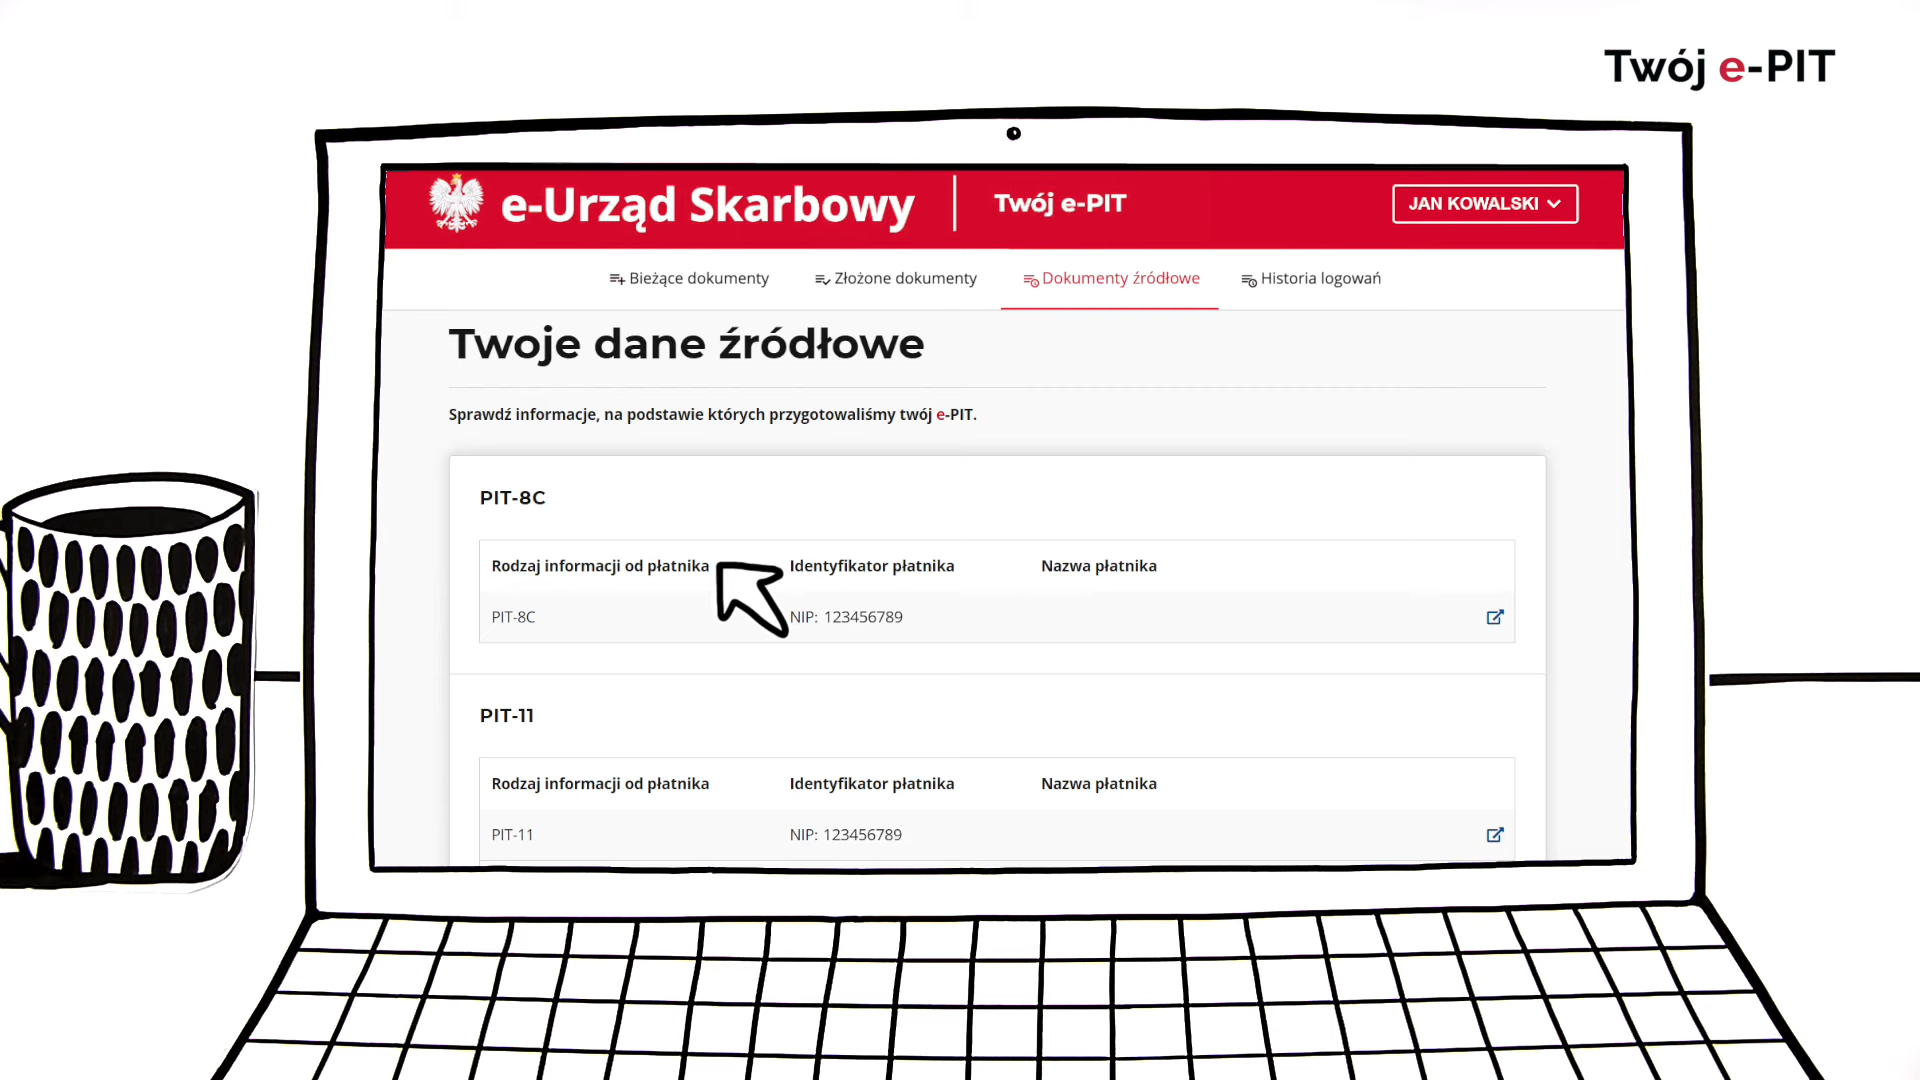 Twój e-PIT
e-Urząd Skarbowy
Twój e-PIT
JAN KOWALSKI
Bieżące dokumenty
Złożone dokumenty
Dokumenty źródłowe
Historia logowań
Twoje dane źródłowe
Sprawdź informacje, na podstawie których przygotowaliśmy twój e-PIT.
PIT-8C
Rodzaj informacji od płatnika Identyfikator płatnika Nazwa płatnika
PIT-8C NIP: 123456789
PIT-11
Rodzaj informacji od płatnika Identyfikator płatnika Nazwa płatnika
PIT-11 NIP: 123456789